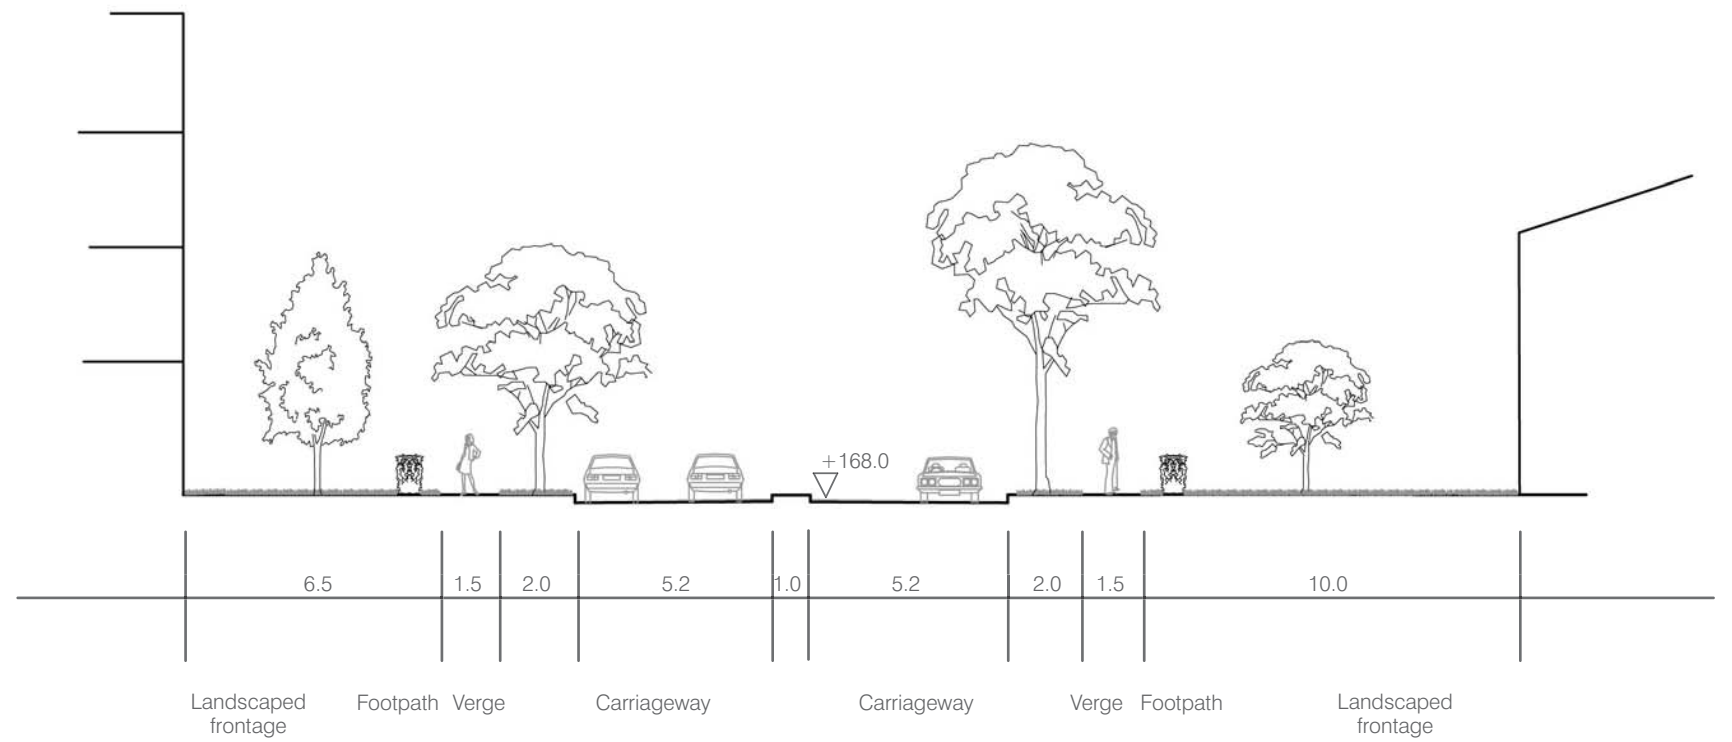 +168.0
6.5 1.5 2.0 5.2 1.0 5.2 2.0 1.5 10.0
Landscaped
frontage
Footpath
Verge
Carriageway
Carriageway
Verge
Footpath
Landscaped
frontage